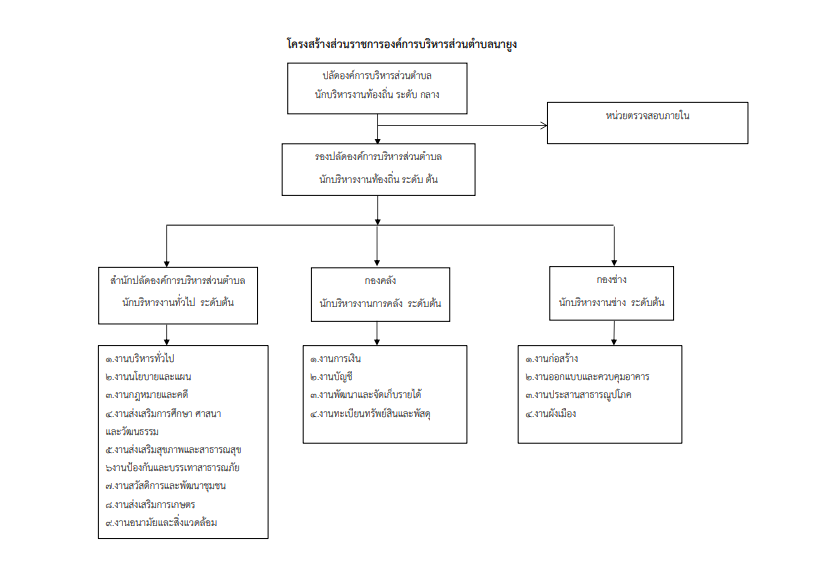 โครงสร้างส่วนราชการองค์การบริหารส่วนตำบลนายูง
ปลัดองค์การบริหารส่วนตำบล
นักบริหารงานท้องถิ่น ระดับ กลาง
หน่วยตรวจสอบภายใน
รองปลัดองค์การบริหารส่วนตำบล
นักบริหารงานท้องถิ่น ระดับ ต้น
สำนักปลัดองค์การบริหารส่วนตำบล
นักบริหารงานทั่วไป ระดับต้น
กองคลัง
นักบริหารงานการคลัง ระดับต้น
กองช่าง
นักบริหารงานช่าง ระดับต้น
๑.งานบริหารทั่วไป
๒.งานนโยบายและแผน
๓.งานกฎหมายและคดี
๔.งานส่งเสริมการศึกษา ศาสนา
และวัฒนธรรม
๕.งานส่งเสริมสุขภาพและสาธารณสุข
๖งานป้องกันและบรรเทาสาธารณภัย
๗.งานสวัสดิการและพัฒนาชุมชน
๘.งานส่งเสริมการเกษตร
๙.งานอนามัยและสิ่งแวดล้อม
๑.งานการเงิน
๒.งานบัญชี
๓.งานพัฒนาและจัดเก็บรายได้
๔.งานทะเบียนทรัพย์สินและพัสดุ
๑.งานก่อสร้าง
๒.งานออกแบบและควบคุมอาคาร
๓.งานประสานสาธารณูปโภค
๔.งานผังเมือง